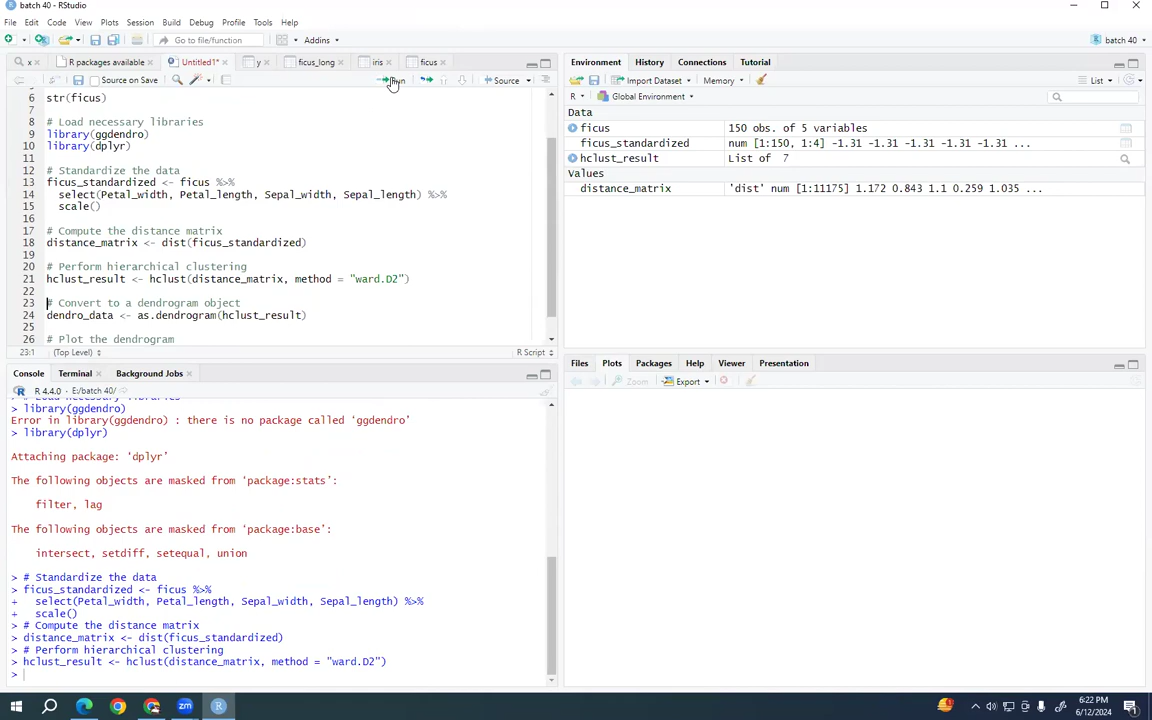 batch 40 - RStudio
File Edit Code View Plots Session Build Debug Profile Tools Help
Go to file/function Addins batch 40
x R packages available Untitled1* y ficus_long iris ficus
Source on Save Run Source
6 str(ficus)
7
8 # Load necessary libraries
9 library(ggdendro)
10 library(dplyr)
11
12 # Standardize the data
13 ficus_standardized <- ficus %>%
14 select(Petal_width, Petal_length, Sepal_width, Sepal_length) %>%
15 scale()
16
17 # Compute the distance matrix
18 distance_matrix <- dist(ficus_standardized)
19
20 # Perform hierarchical clustering
21 hclust_result <- hclust(distance_matrix, method = "ward.D2")
22
23 # Convert to a dendrogram object
24 dendro_data <- as.dendrogram(hclust_result)
25
26 # Plot the dendrogram
23:1 (Top Level) R Script
Console Terminal Background Jobs
R 4.4.0 · E:/batch 40/
> # Load necessary libraries
> library(ggdendro)
Error in library(ggdendro) : there is no package called ‘ggdendro’
> library(dplyr)
Attaching package: ‘dplyr’
The following objects are masked from ‘package:stats’:
filter, lag
The following objects are masked from ‘package:base’:
intersect, setdiff, setequal, union
> # Standardize the data
> ficus_standardized <- ficus %>%
+ select(Petal_width, Petal_length, Sepal_width, Sepal_length) %>%
+ scale()
> # Compute the distance matrix
> distance_matrix <- dist(ficus_standardized)
> # Perform hierarchical clustering
> hclust_result <- hclust(distance_matrix, method = "ward.D2")
>
Environment History Connections Tutorial
Import Dataset Memory List
R Global Environment
Data
ficus 150 obs. of 5 variables
ficus_standardized num [1:150, 1:4] -1.31 -1.31 -1.31 -1.31 -1.31 ...
hclust_result List of 7
Values
distance_matrix 'dist' num [1:11175] 1.172 0.843 1.1 0.259 1.035 ...
Files Plots Packages Help Viewer Presentation
Zoom Export
zm R
6:22 PM
6/12/2024